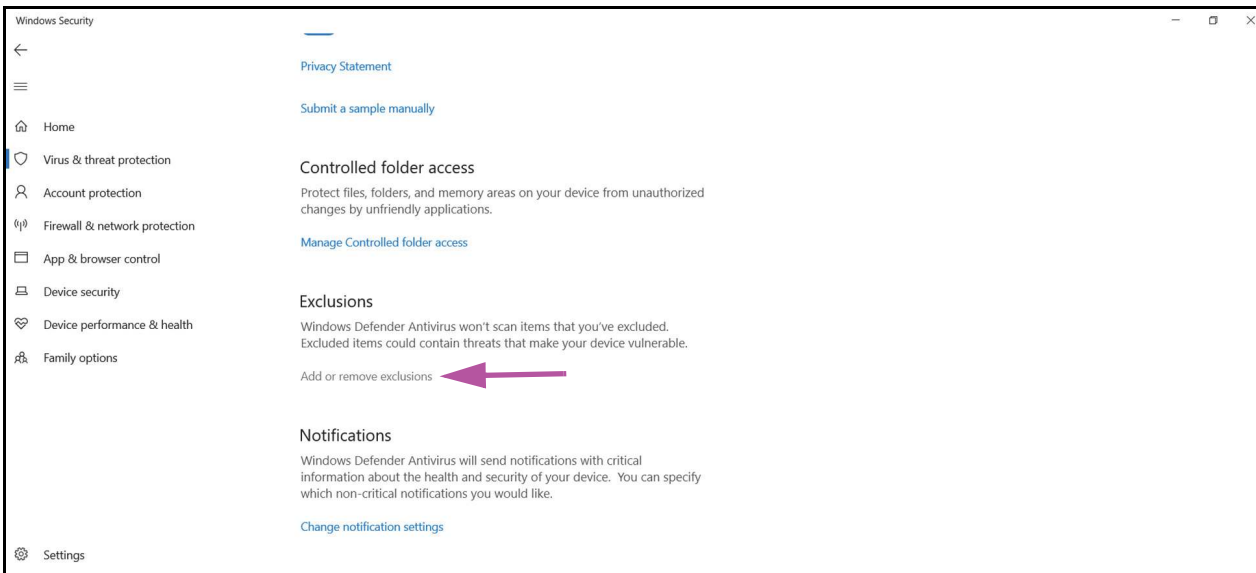 Windows Security
Home
Virus & threat protection
Account protection
Firewall & network protection
App & browser control
Device security
Device performance & health
Family options
Settings
Privacy Statement
Submit a sample manually
Controlled folder access
Protect files, folders, and memory areas on your device from unauthorized
changes by unfriendly applications.
Manage Controlled folder access
Exclusions
Windows Defender Antivirus won't scan items that you've excluded.
Excluded items could contain threats that make your device vulnerable.
Add or remove exclusions
Notifications
Windows Defender Antivirus will send notifications with critical
information about the health and security of your device. You can specify
which non-critical notifications you would like.
Change notification settings